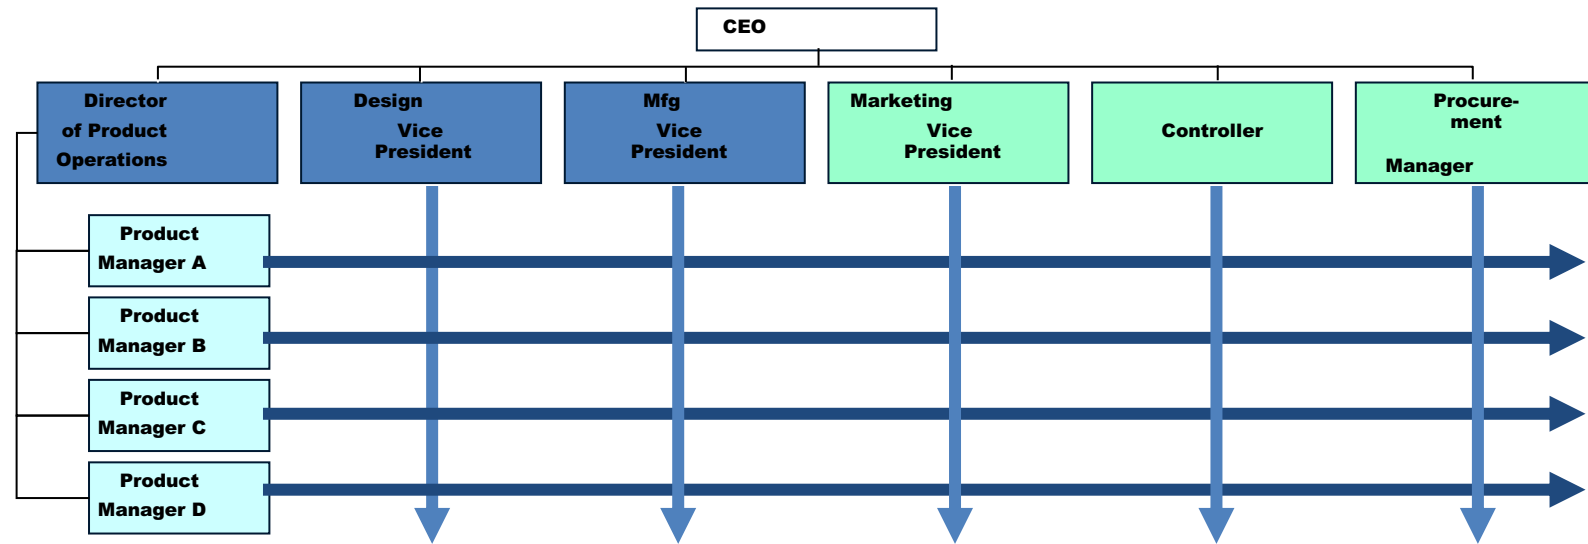 CEO
Director
of Product
Operations
Design
Vice
President
Mfg
Vice
President
Marketing
Vice
President
Controller
Procure-
ment
Manager
Product
Manager A
Product
Manager B
Product
Manager C
Product
Manager D